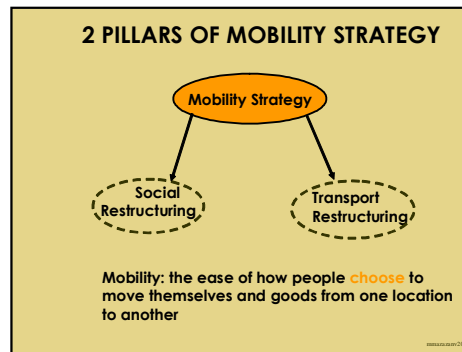 2 PILLARS OF MOBILITY STRATEGY
Mobility Strategy
Social
Restructuring
Transport
Restructuring
Mobility: the ease of how people choose to
move themselves and goods from one location
to another